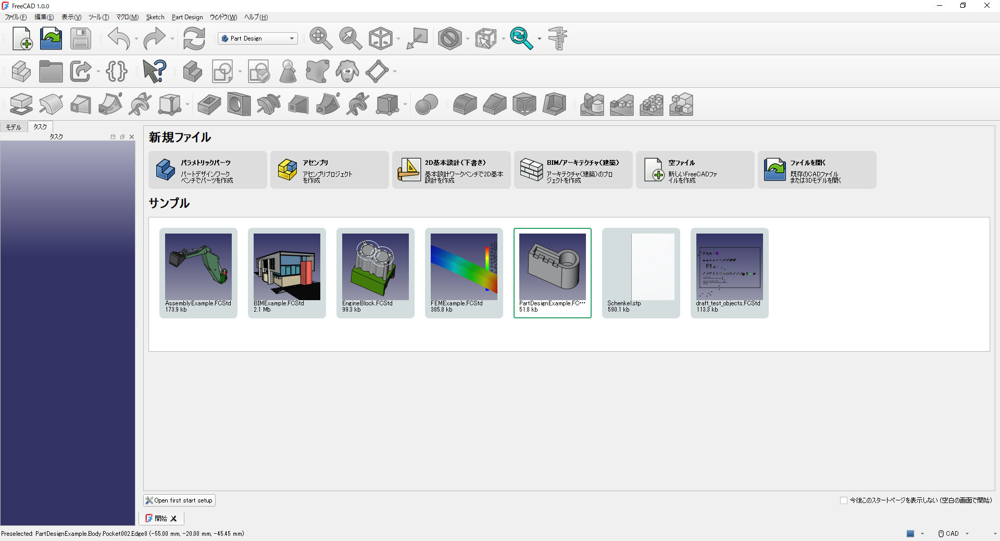 FreeCAD 1.0.0
ファイル(F) 編集(E) 表示(V) ツール(T) マクロ(M) Sketch Part Design ウィンドウ(W) ヘルプ(H)
Part Design
モデル タスク
タスク
新規ファイル
パラメトリックパーツ
パートデザインワーク
ベンチでパーツを作成
アセンブリ
アセンブリプロジェクト
を作成
2D基本設計(下書き)
基本設計ワークベンチで2D基本
設計を作成
BIM/アーキテクチャ(建築)
アーキテクチャ(建築)のプロ
ジェクトを作成
空ファイル
新しいFreeCADファ
イルを作成
ファイルを開く
既存のCADファイル
または3Dモデルを開く
サンプル
AssemblyExample.FCStd
173.9 kb
BIMExample.FCStd
2.1 Mb
EngineBlock.FCStd
99.3 kb
FEMExample.FCStd
385.8 kb
PartDesignExample.FC…
51.8 kb
Schenkel.stp
590.1 kb
draft_test_objects.FCStd
113.3 kb
Open first start setup
今後このスタートページを表示しない (空白の画面で開始)
開始
Preselected: PartDesignExample.Body.Pocket002.Edge8 (-55.00 mm, -20.00 mm, -45.45 mm)
CAD